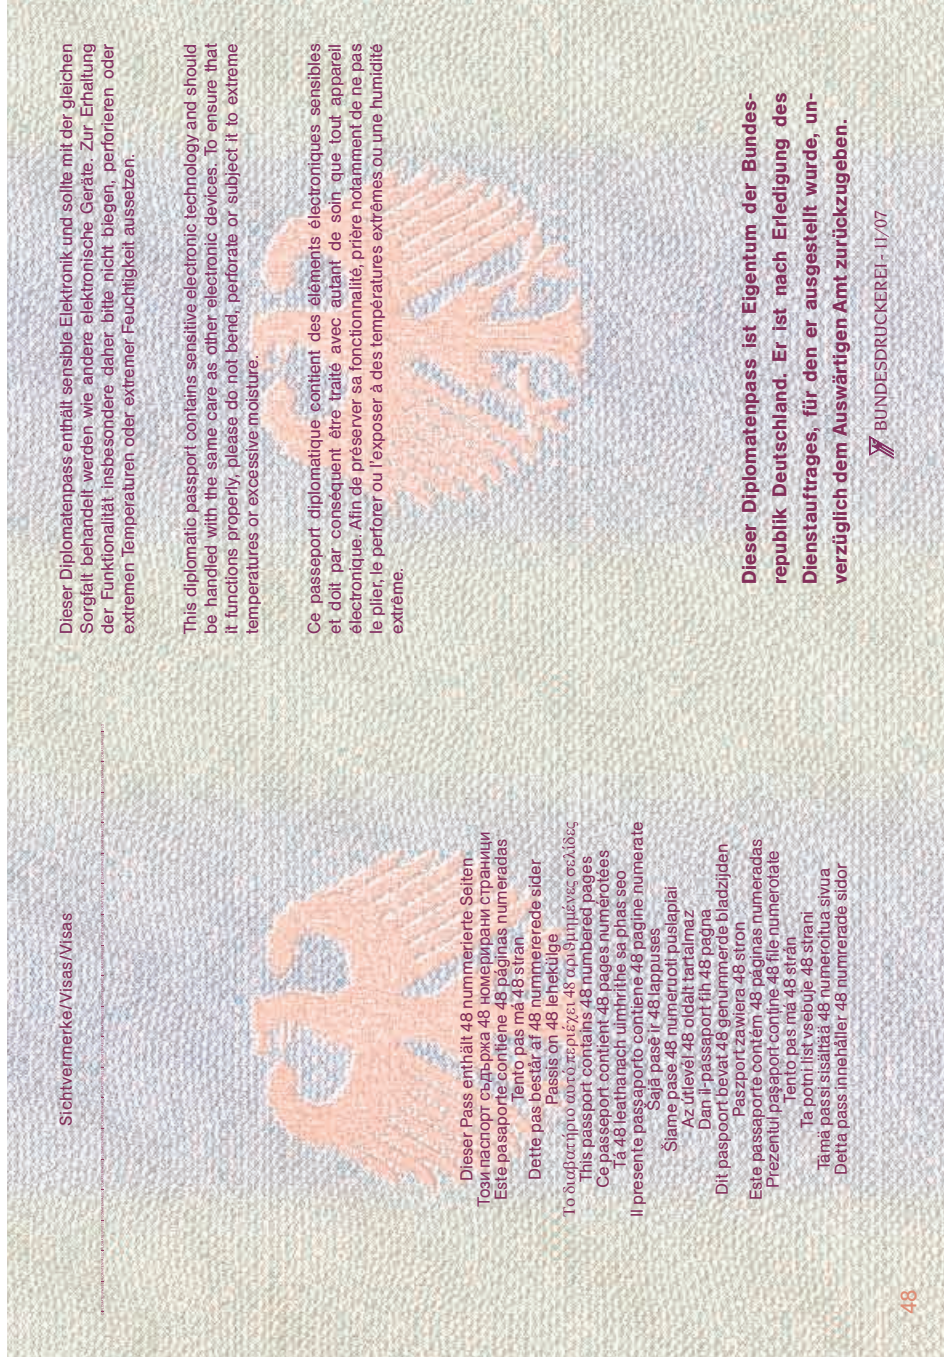 Sichtvermerke/Visas/Visas
Dieser Pass enthält 48 nummerierte Seiten
Този паспорт съдържа 48 номерирани страници
Este pasaporte contiene 48 páginas numeradas
Tento pas má 48 stran
Dette pas består af 48 nummererede sider
Passis on 48 lehekülge
Το διαβατήριο αυτό περιέχει 48 αριθμημένες σελίδες
This passport contains 48 numbered pages
Ce passeport contient 48 pages numérotées
Tá 48 leathanach uimhrithe sa phas seo
Il presente passaporto contiene 48 pagine numerate
Šajā pasē ir 48 lappuses
Šiame pase 48 numeruoti puslapiai
Az útlevél 48 oldalt tartalmaz
Dan il-passaport fih 48 paġna
Dit paspoort bevat 48 genummerde bladzijden
Paszport zawiera 48 stron
Este passaporte contém 48 páginas numeradas
Prezentul paşaport conţine 48 file numerotate
Tento pas má 48 strán
Ta potni list vsebuje 48 strani
Tämä passi sisältää 48 numeroitua sivua
Detta pass innehåller 48 numrerade sidor
48
Dieser Diplomatenpass enthält sensible Elektronik und sollte mit der gleichen
Sorgfalt behandelt werden wie andere elektronische Geräte. Zur Erhaltung
der Funktionalität insbesondere daher bitte nicht biegen, perforieren oder
extremen Temperaturen oder extremer Feuchtigkeit aussetzen.
This diplomatic passport contains sensitive electronic technology and should
be handled with the same care as other electronic devices. To ensure that
it functions properly, please do not bend, perforate or subject it to extreme
temperatures or excessive moisture.
Ce passeport diplomatique contient des éléments électroniques sensibles
et doit par conséquent être traité avec autant de soin que tout appareil
électronique. Afin de préserver sa fonctionnalité, prière notamment de ne pas
le plier, le perforer ou l'exposer à des températures extrêmes ou une humidité
extrême.
Dieser Diplomatenpass ist Eigentum der Bundes-
republik Deutschland. Er ist nach Erledigung des
Dienstauftrages, für den er ausgestellt wurde, un-
verzüglich dem Auswärtigen Amt zurückzugeben.
BUNDESDRUCKEREI - 11/07